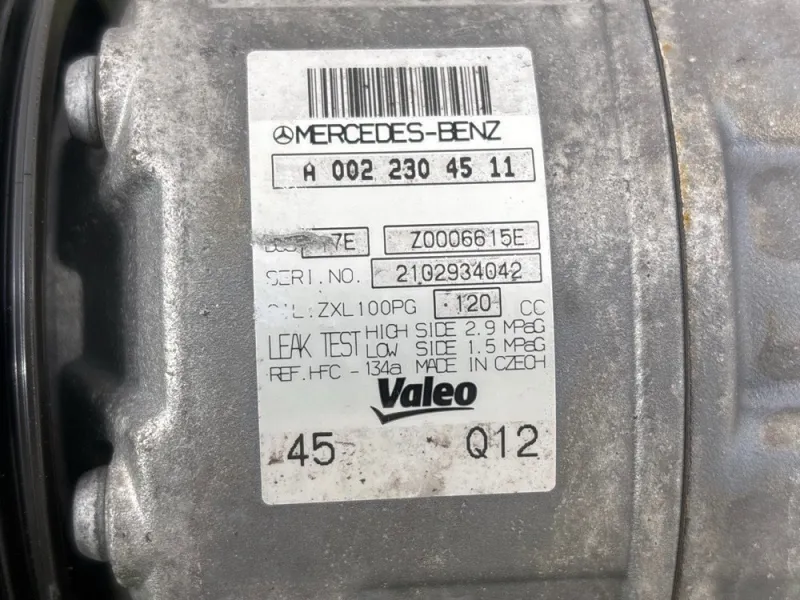 MERCEDES-BENZ
A 002 230 45 11
7E Z0006615E
SERI.NO. 2102934042
ZXL100PG 120 CC
LEAK TEST HIGH SIDE 2.9 MPaG
LOW SIDE 1.5 MPaG
REF.HFC-134a MADE IN CZECH
Valeo
45 Q12